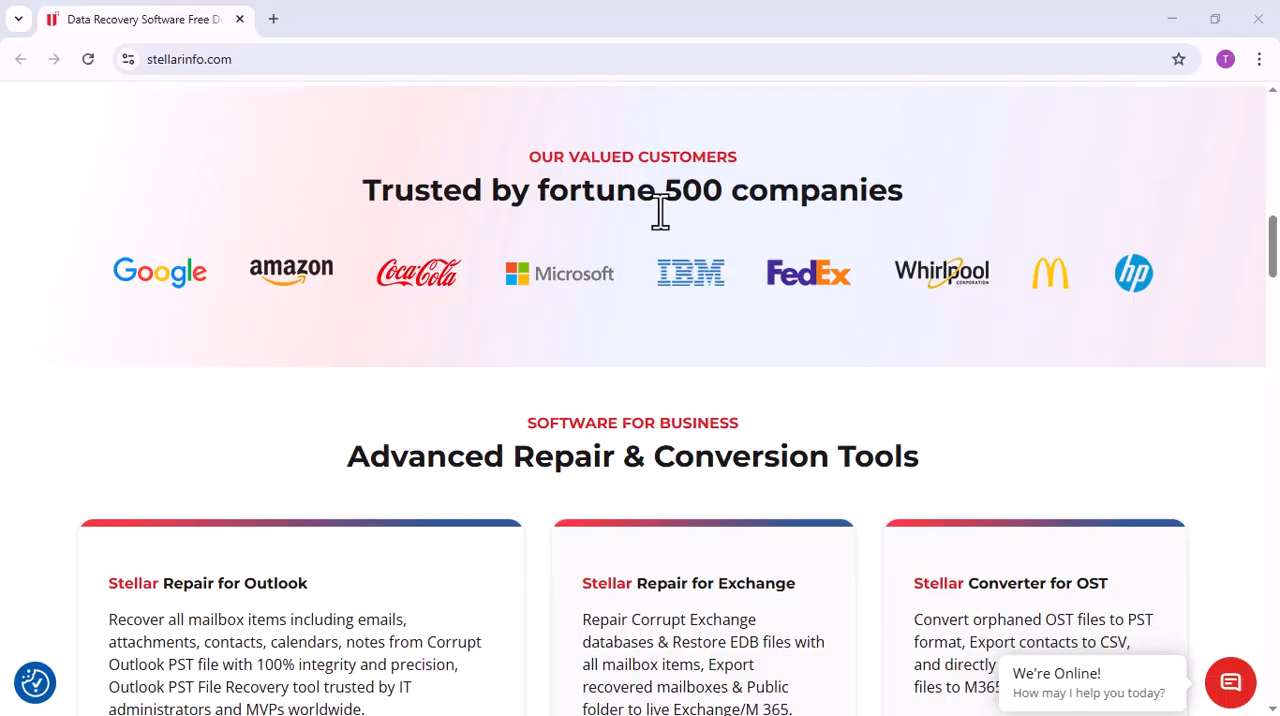 Data Recovery Software Free Do
stellarinfo.com
T
OUR VALUED CUSTOMERS
Trusted by fortune 500 companies
Google amazon Coca-Cola Microsoft IBM FedEx Whirlpool CORPORATION hp
SOFTWARE FOR BUSINESS
Advanced Repair & Conversion Tools
Stellar Repair for Outlook
Recover all mailbox items including emails,
attachments, contacts, calendars, notes from Corrupt
Outlook PST file with 100% integrity and precision,
Outlook PST File Recovery tool trusted by IT
administrators and MVPs worldwide.
Stellar Repair for Exchange
Repair Corrupt Exchange
databases & Restore EDB files with
all mailbox items, Export
recovered mailboxes & Public
folder to live Exchange/M 365.
Stellar Converter for OST
Convert orphaned OST files to PST
format, Export contacts to CSV,
and directly
files to M365
We're Online!
How may I help you today?